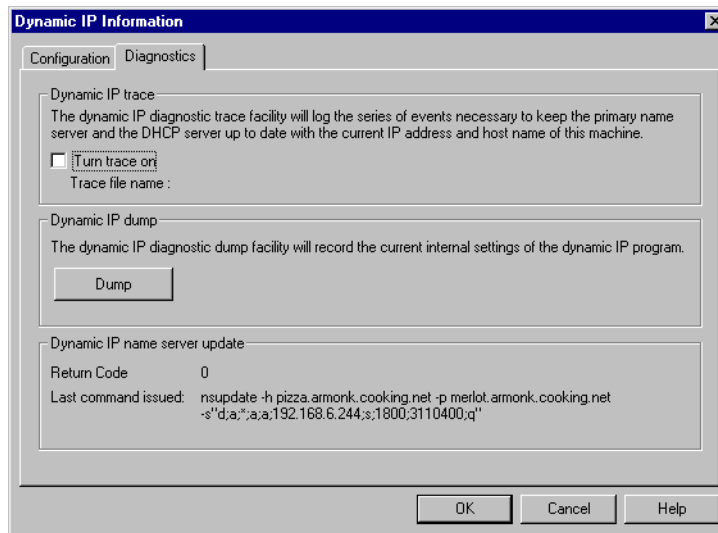 Dynamic IP Information
Configuration
Diagnostics
Dynamic IP trace
The dynamic IP diagnostic trace facility will log the series of events necessary to keep the primary name
server and the DHCP server up to date with the current IP address and host name of this machine.
Turn trace on
Trace file name :
Dynamic IP dump
The dynamic IP diagnostic dump facility will record the current internal settings of the dynamic IP program.
Dump
Dynamic IP name server update
Return Code 0
Last command issued: nsupdate -h pizza.armonk.cooking.net -p merlot.armonk.cooking.net
-s"d;a;*;a;a;192.168.6.244;s;1800;3110400;q"
OK Cancel Help